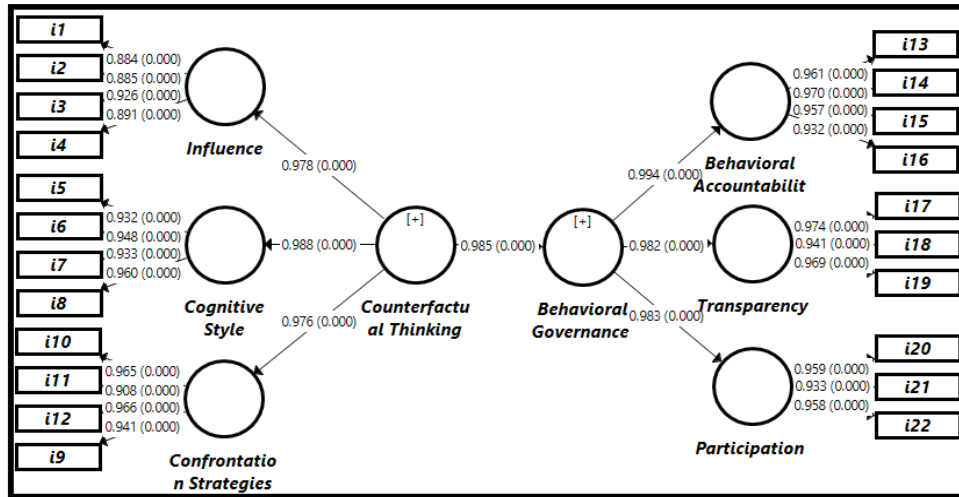 i1
i2
i3
i4
0.884 (0.000)
0.885 (0.000)
0.926 (0.000)
0.891 (0.000)
Influence
i5
i6
i7
i8
0.932 (0.000)
0.948 (0.000)
0.933 (0.000)
0.960 (0.000)
Cognitive
Style
i10
i11
i12
i9
0.965 (0.000)
0.908 (0.000)
0.966 (0.000)
0.941 (0.000)
Confrontatio
n Strategies
0.978 (0.000)
0.988 (0.000)
0.976 (0.000)
[+]
Counterfactu
al Thinking
0.985 (0.000)
[+]
Behavioral
Governance
0.994 (0.000)
0.982 (0.000)
0.983 (0.000)
Behavioral
Accountabilit
0.961 (0.000)
0.970 (0.000)
0.957 (0.000)
0.932 (0.000)
i13
i14
i15
i16
Transparency
0.974 (0.000)
0.941 (0.000)
0.969 (0.000)
i17
i18
i19
Participation
0.959 (0.000)
0.933 (0.000)
0.958 (0.000)
i20
i21
i22